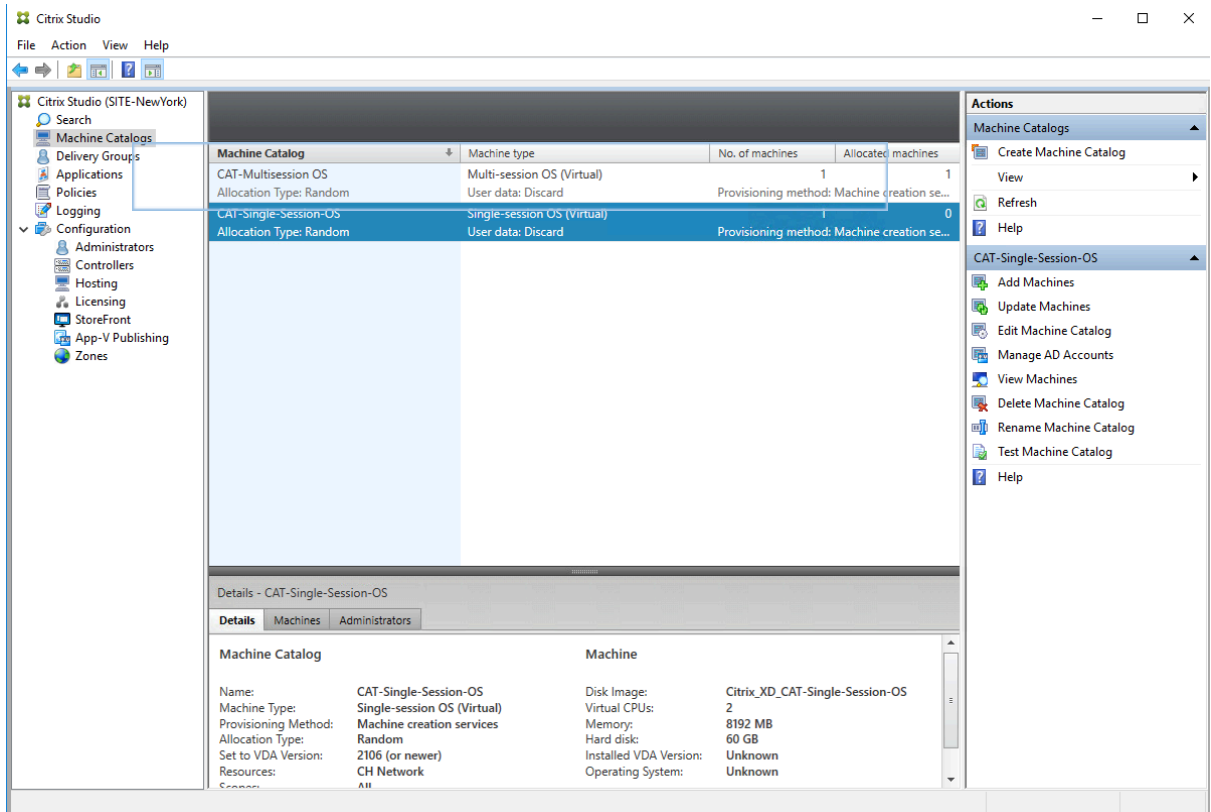 Citrix Studio
File Action View Help
Citrix Studio (SITE-NewYork)
Search
Machine Catalogs
Delivery Groups
Applications
Policies
Logging
Configuration
Administrators
Controllers
Hosting
Licensing
StoreFront
App-V Publishing
Zones
Machine Catalog Machine type No. of machines Allocated machines
CAT-Multisession OS Multi-session OS (Virtual) 1 1
Allocation Type: Random User data: Discard Provisioning method: Machine creation se...
CAT-Single-Session-OS Single-session OS (Virtual) 1 0
Allocation Type: Random User data: Discard Provisioning method: Machine creation se...
Details - CAT-Single-Session-OS
Details Machines Administrators
Machine Catalog Machine
Name: CAT-Single-Session-OS Disk Image: Citrix_XD_CAT-Single-Session-OS
Machine Type: Single-session OS (Virtual) Virtual CPUs: 2
Provisioning Method: Machine creation services Memory: 8192 MB
Allocation Type: Random Hard disk: 60 GB
Set to VDA Version: 2106 (or newer) Installed VDA Version: Unknown
Resources: CH Network Operating System: Unknown
Scopes: All
Actions
Machine Catalogs
Create Machine Catalog
View
Refresh
Help
CAT-Single-Session-OS
Add Machines
Update Machines
Edit Machine Catalog
Manage AD Accounts
View Machines
Delete Machine Catalog
Rename Machine Catalog
Test Machine Catalog
Help